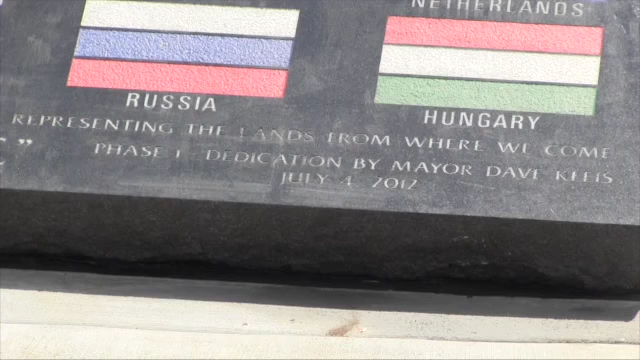 NETHERLANDS
RUSSIA
HUNGARY
REPRESENTING THE LANDS FROM WHERE WE COME
”
PHASE I DEDICATION BY MAYOR DAVE KLEIS
JULY 4 2012